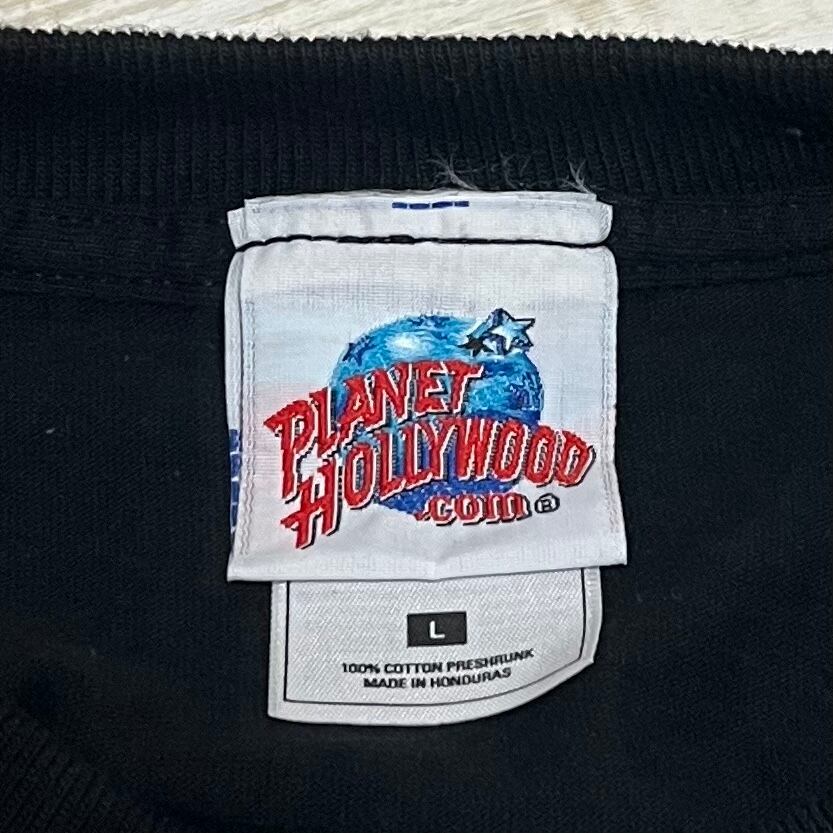 PLANET
HOLLYWOOD
.com®
L
100% COTTON PRESHRUNK
MADE IN HONDURAS